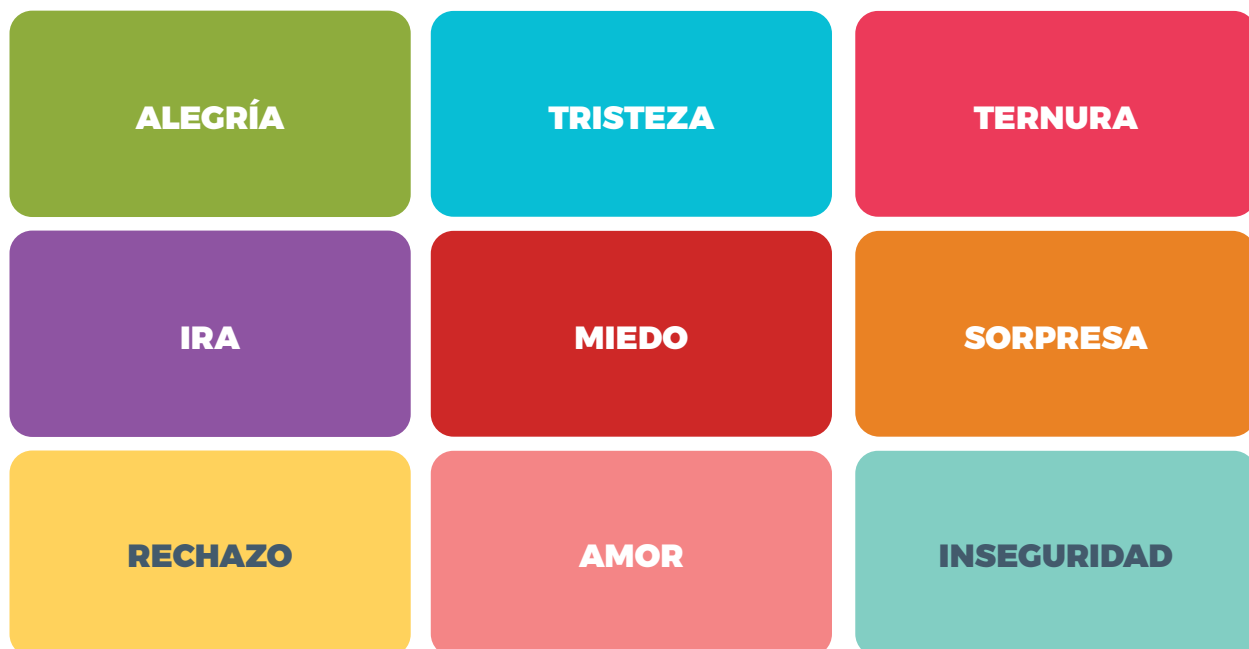 ALEGRÍA
TRISTEZA
TERNURA
IRA
MIEDO
SORPRESA
RECHAZO
AMOR
INSEGURIDAD